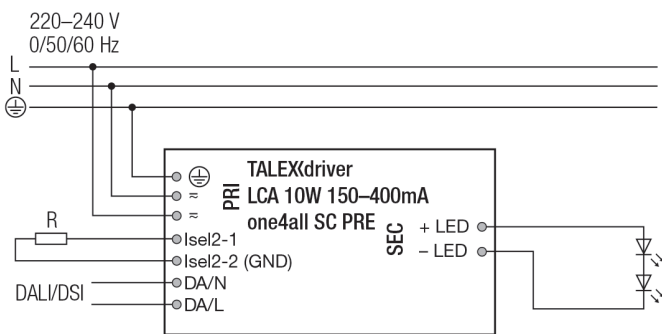 220–240 V
0/50/60 Hz
L
N
TALEXXdriver
LCA 10W 150–400mA
one4all SC PRE
PRI
SEC
≂
≂
R
Isel2-1
Isel2-2 (GND)
DALI/DSI
DA/N
DA/L
+ LED
– LED